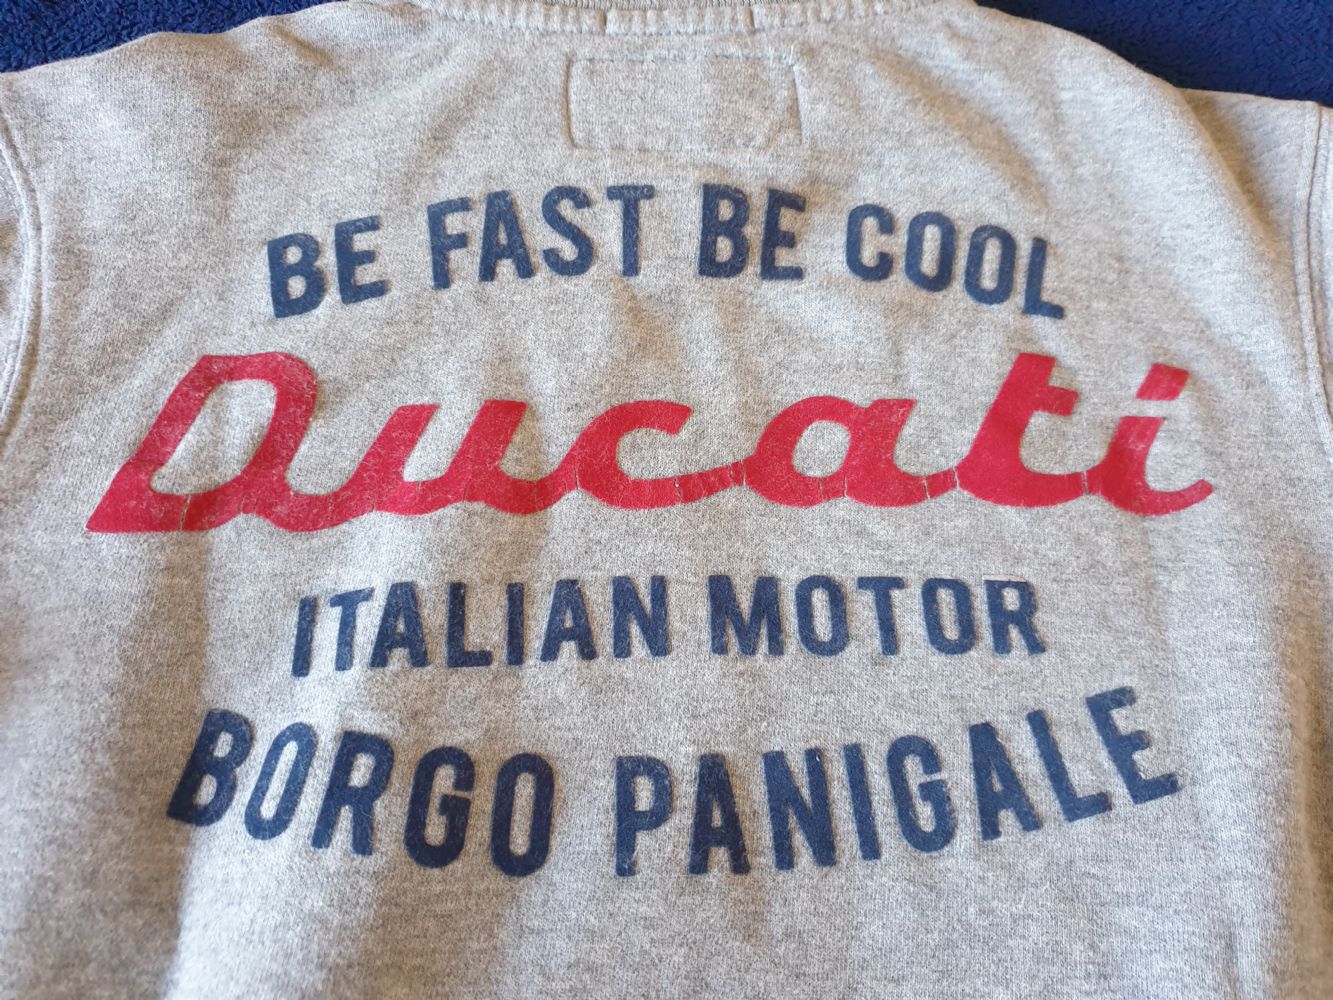 BE FAST BE COOL
Ducati
ITALIAN MOTOR
BORGO PANIGALE